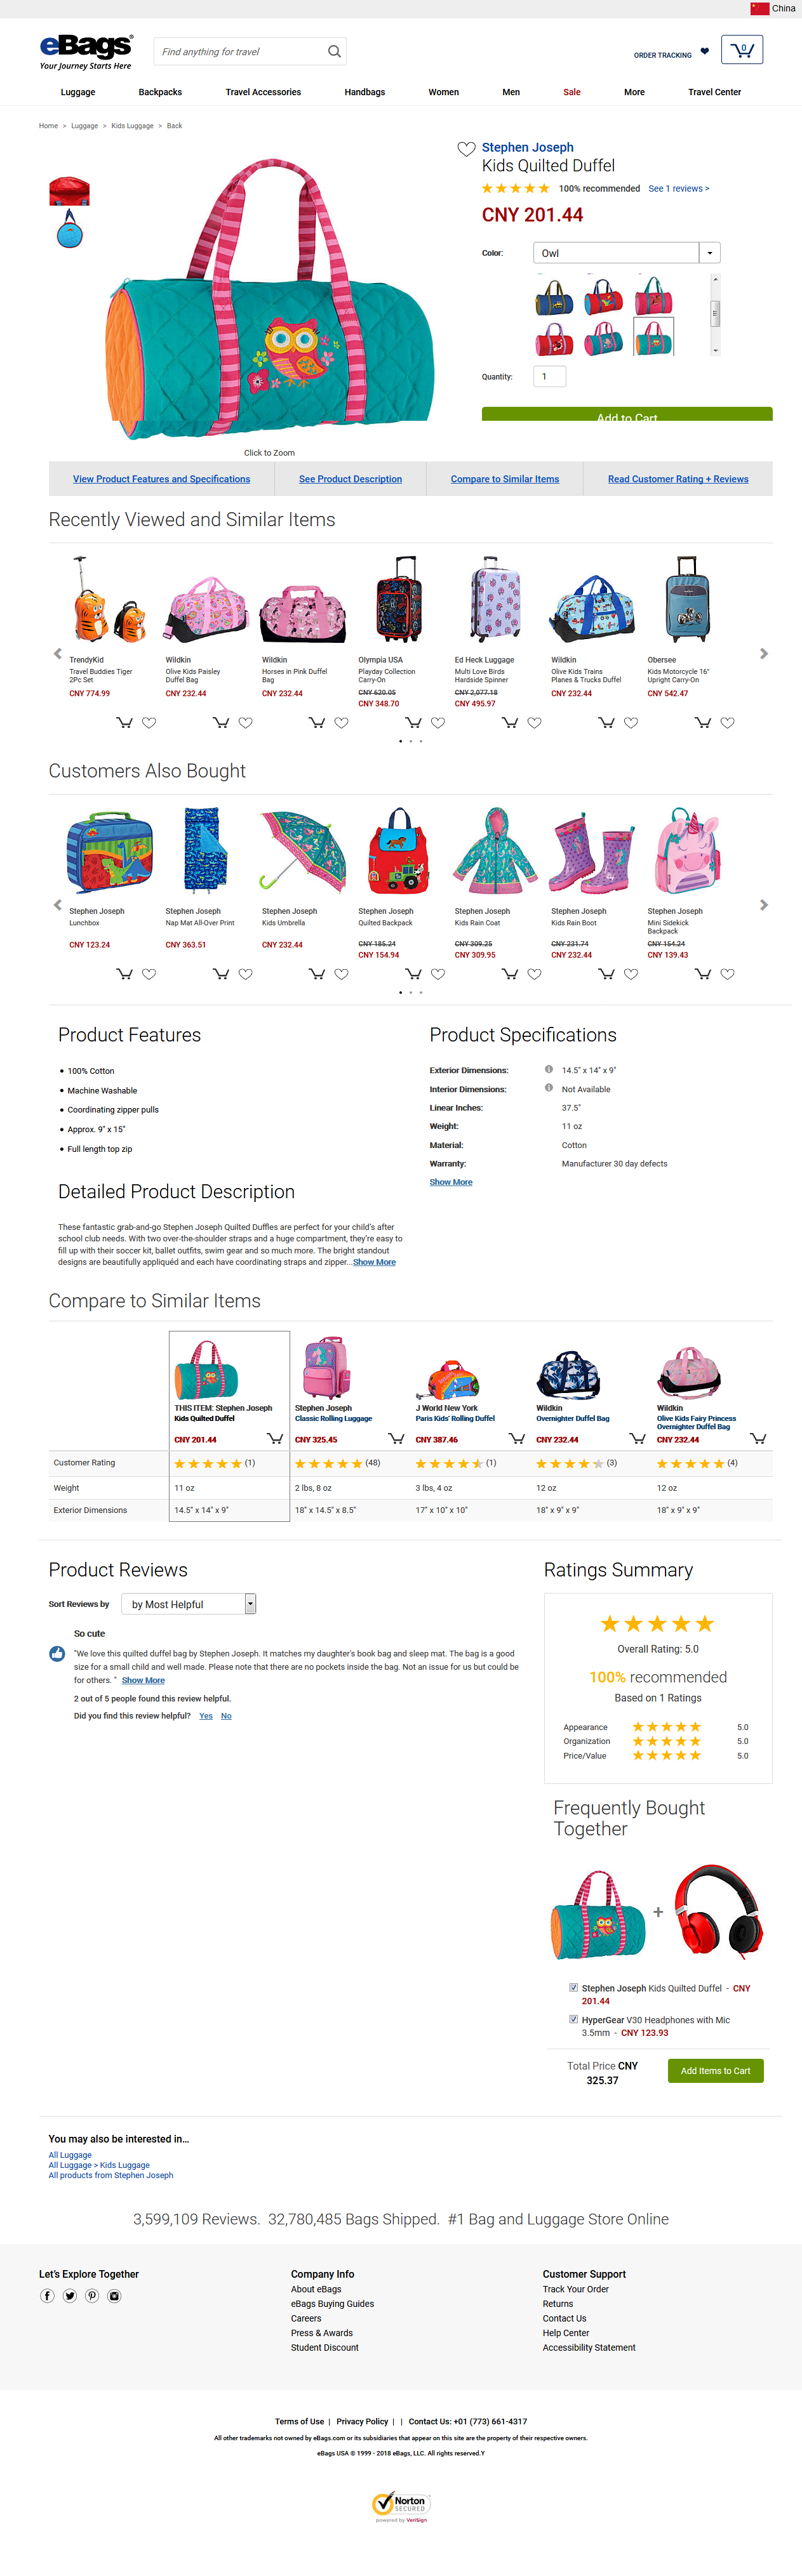 China
eBags®
Your Journey Starts Here
Find anything for travel
ORDER TRACKING
0
Luggage Backpacks Travel Accessories Handbags Women Men Sale More Travel Center
Home > Luggage > Kids Luggage > Back
Stephen Joseph
Kids Quilted Duffel
100% recommended See 1 reviews >
CNY 201.44
Color: Owl
Quantity: 1
Add to Cart
Click to Zoom
View Product Features and Specifications See Product Description Compare to Similar Items Read Customer Rating + Reviews
Recently Viewed and Similar Items
TrendyKid
Travel Buddies Tiger
2Pc Set
CNY 774.99
Wildkin
Olive Kids Paisley
Duffel Bag
CNY 232.44
Wildkin
Horses in Pink Duffel
Bag
CNY 232.44
Olympia USA
Playday Collection
Carry-On
CNY 620.05
CNY 348.70
Ed Heck Luggage
Multi Love Birds
Hardside Spinner
CNY 2,077.18
CNY 495.97
Wildkin
Olive Kids Trains
Planes & Trucks Duffel
CNY 232.44
Obersee
Kids Motorcycle 16"
Upright Carry-On
CNY 542.47
Customers Also Bought
Stephen Joseph
Lunchbox
CNY 123.24
Stephen Joseph
Nap Mat All-Over Print
CNY 363.51
Stephen Joseph
Kids Umbrella
CNY 232.44
Stephen Joseph
Quilted Backpack
CNY 185.24
CNY 154.94
Stephen Joseph
Kids Rain Coat
CNY 309.25
CNY 309.95
Stephen Joseph
Kids Rain Boot
CNY 231.74
CNY 232.44
Stephen Joseph
Mini Sidekick
Backpack
CNY 154.24
CNY 139.43
Product Features
• 100% Cotton
• Machine Washable
• Coordinating zipper pulls
• Approx. 9" x 15"
• Full length top zip
Product Specifications
Exterior Dimensions: 14.5" x 14" x 9"
Interior Dimensions: Not Available
Linear Inches: 37.5"
Weight: 11 oz
Material: Cotton
Warranty: Manufacturer 30 day defects
Show More
Detailed Product Description
These fantastic grab-and-go Stephen Joseph Quilted Duffles are perfect for your child's after
school club needs. With two over-the-shoulder straps and a huge compartment, they're easy to
fill up with their soccer kit, ballet outfits, swim gear and so much more. The bright standout
designs are beautifully appliquéd and each have coordinating straps and zipper...Show More
Compare to Similar Items
THIS ITEM: Stephen Joseph
Kids Quilted Duffel
CNY 201.44
Stephen Joseph
Classic Rolling Luggage
CNY 325.45
J World New York
Paris Kids' Rolling Duffel
CNY 387.46
Wildkin
Overnighter Duffel Bag
CNY 232.44
Wildkin
Olive Kids Fairy Princess
Overnighter Duffel Bag
CNY 232.44
Customer Rating (1) (48) (1) (3) (4)
Weight 11 oz 2 lbs, 8 oz 3 lbs, 4 oz 12 oz 12 oz
Exterior Dimensions 14.5" x 14" x 9" 18" x 14.5" x 8.5" 17" x 10" x 10" 18" x 9" x 9" 18" x 9" x 9"
Product Reviews
Sort Reviews by by Most Helpful
So cute
"We love this quilted duffel bag by Stephen Joseph. It matches my daughter's book bag and sleep mat. The bag is a good
size for a small child and well made. Please note that there are no pockets inside the bag. Not an issue for us but could be
for others. " Show More
2 out of 5 people found this review helpful.
Did you find this review helpful? Yes No
Ratings Summary
Overall Rating: 5.0
100% recommended
Based on 1 Ratings
Appearance 5.0
Organization 5.0
Price/Value 5.0
Frequently Bought
Together
+
Stephen Joseph Kids Quilted Duffel - CNY
201.44
HyperGear V30 Headphones with Mic
3.5mm - CNY 123.93
Total Price CNY
325.37
Add Items to Cart
You may also be interested in...
All Luggage
All Luggage > Kids Luggage
All products from Stephen Joseph
3,599,109 Reviews. 32,780,485 Bags Shipped. #1 Bag and Luggage Store Online
Let's Explore Together
Company Info
About eBags
eBags Buying Guides
Careers
Press & Awards
Student Discount
Customer Support
Track Your Order
Returns
Contact Us
Help Center
Accessibility Statement
Terms of Use | Privacy Policy | | Contact Us: +01 (773) 661-4317
All other trademarks not owned by eBags.com or its subsidiaries that appear on this site are the property of their respective owners.
eBags USA © 1999 - 2018 eBags, LLC. All rights reserved.Y
Norton
SECURED
powered by VeriSign